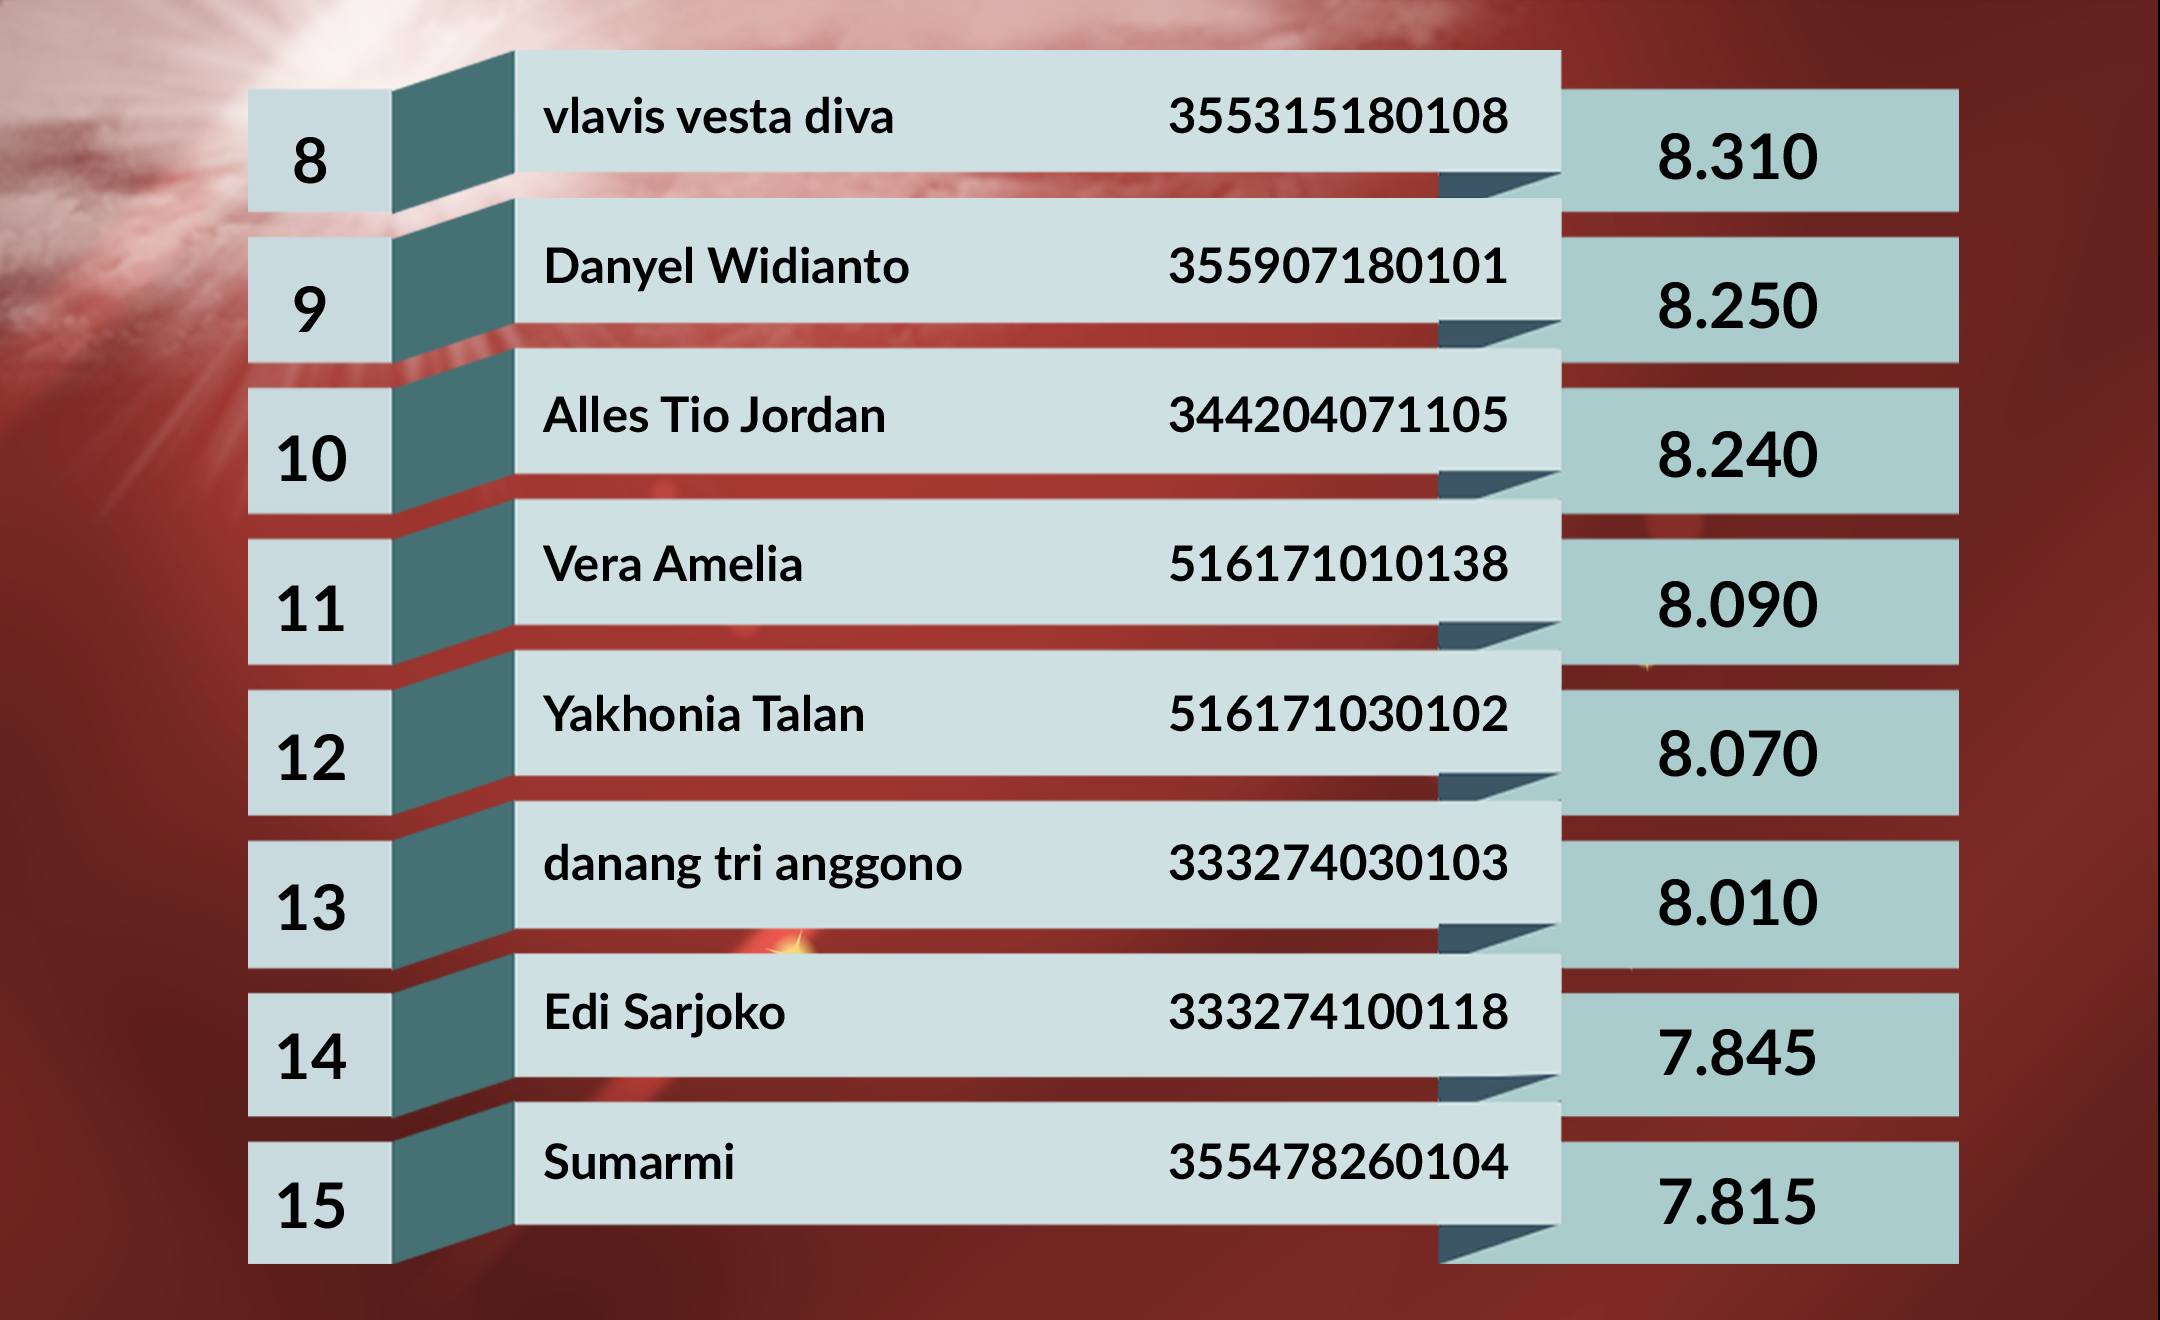 8 vlavis vesta diva 355315180108 8.310
9 Danyel Widianto 355907180101 8.250
10 Alles Tio Jordan 344204071105 8.240
11 Vera Amelia 516171010138 8.090
12 Yakhonia Talan 516171030102 8.070
13 danang tri anggono 333274030103 8.010
14 Edi Sarjoko 333274100118 7.845
15 Sumarmi 355478260104 7.815